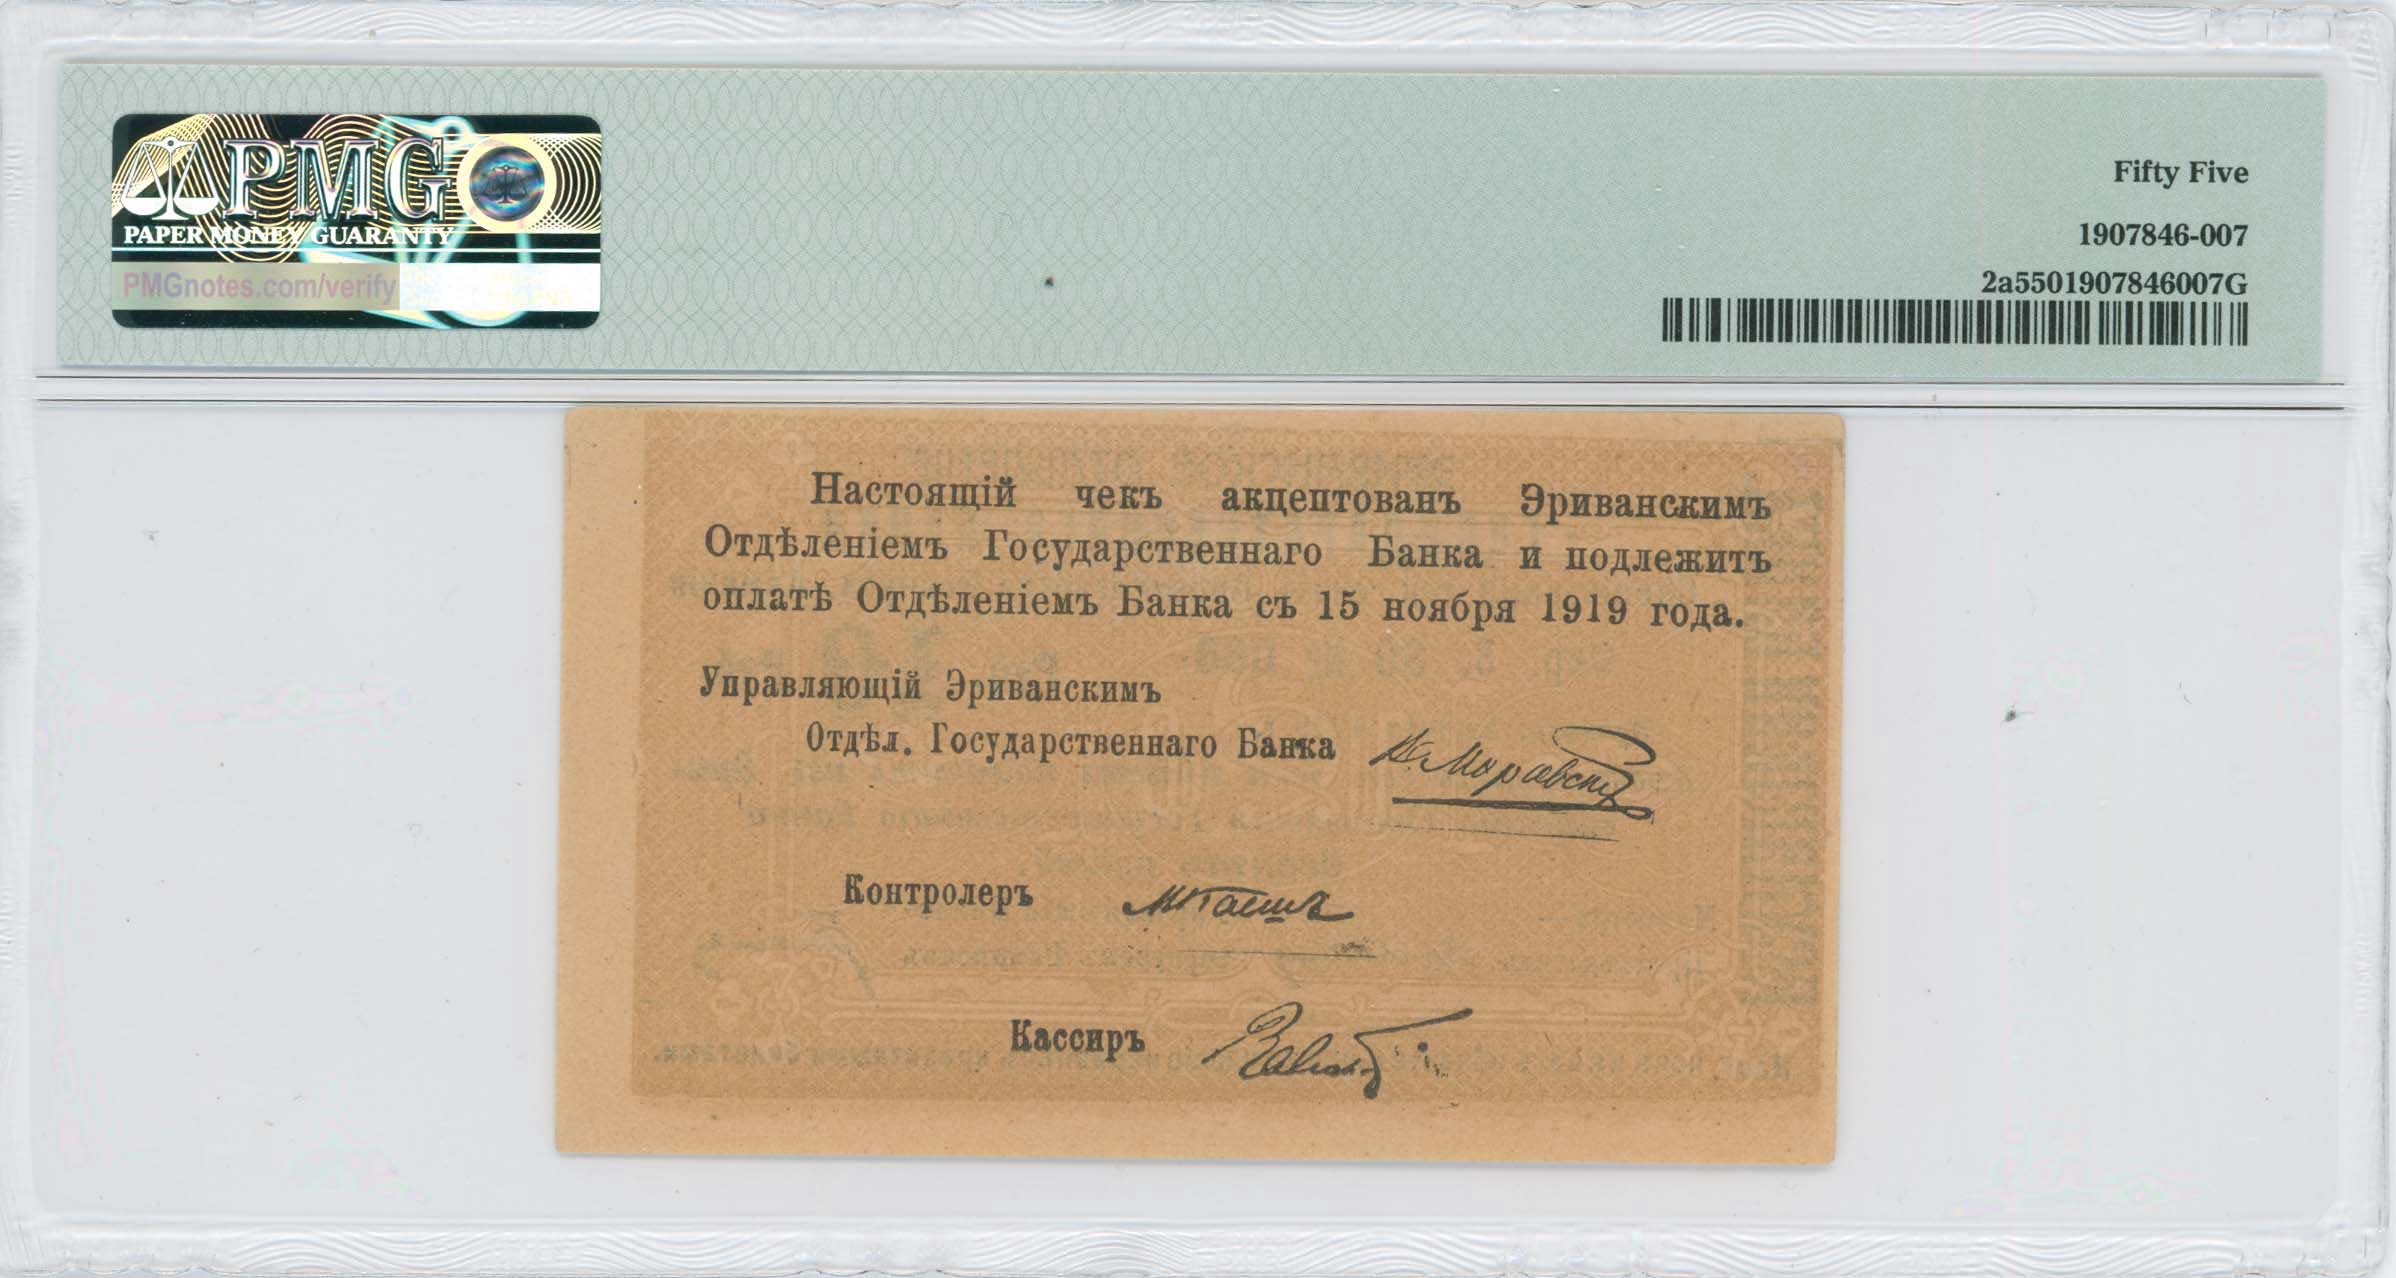 PMG
PAPER MONEY GUARANTY
PMGnotes.com/verify
Fifty Five
1907846-007
2a5501907846007G
Настоящій чекъ акцептованъ Эриванскимъ
Отдѣленіемъ Государственнаго Банка и подлежитъ
оплатѣ Отдѣленіемъ Банка съ 15 ноября 1919 года.
Управляющій Эриванскимъ
Отдѣл. Государственнаго Банка
Контролеръ
Кассиръ